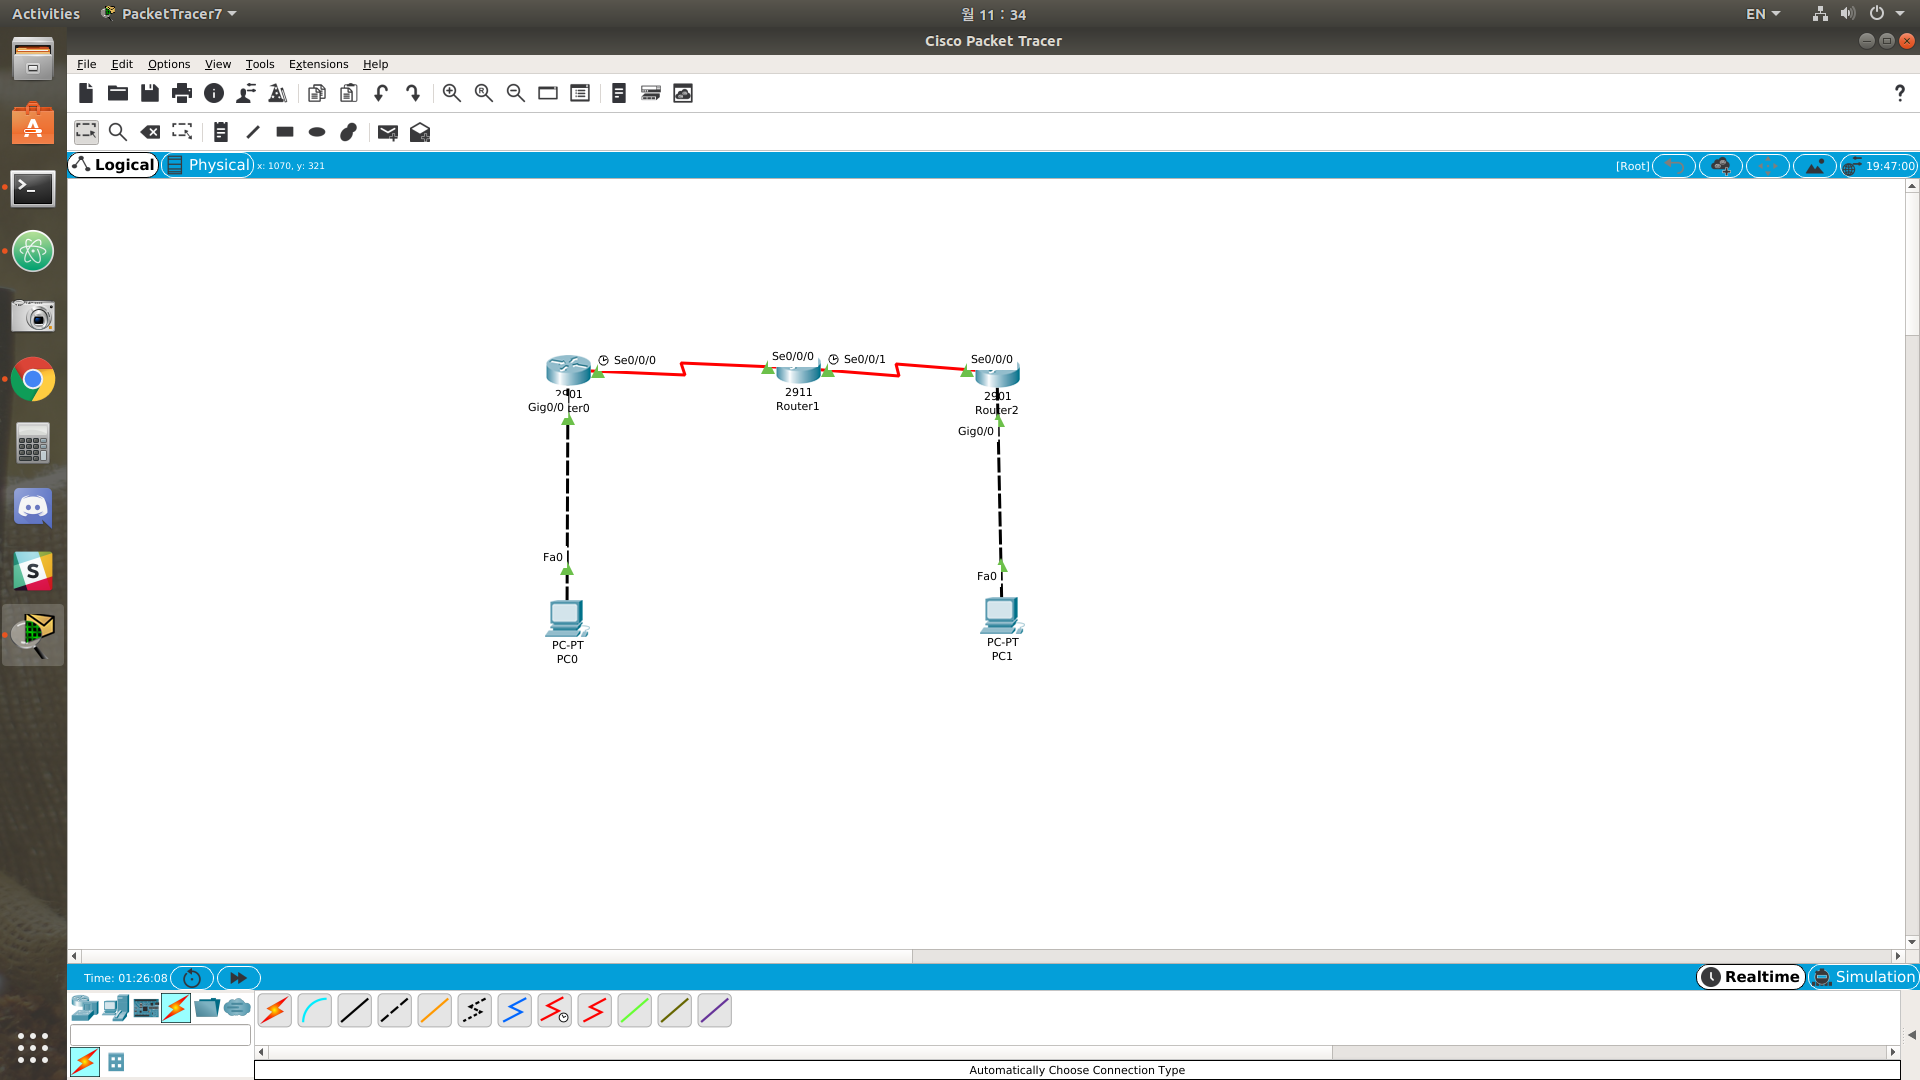 Activities PacketTracer7 월 11 : 34 EN
Cisco Packet Tracer
File Edit Options View Tools Extensions Help
?
Logical Physical x: 1070, y: 321 [Root] 19:47:00
Se0/0/0 Se0/0/0 Se0/0/1 Se0/0/0
2911 2901
Router1 Router2
Gig0/0
Gig0/0
Fa0
Fa0
PC-PT PC-PT
PC0 PC1
S
Time: 01:26:08 Realtime Simulation
Automatically Choose Connection Type